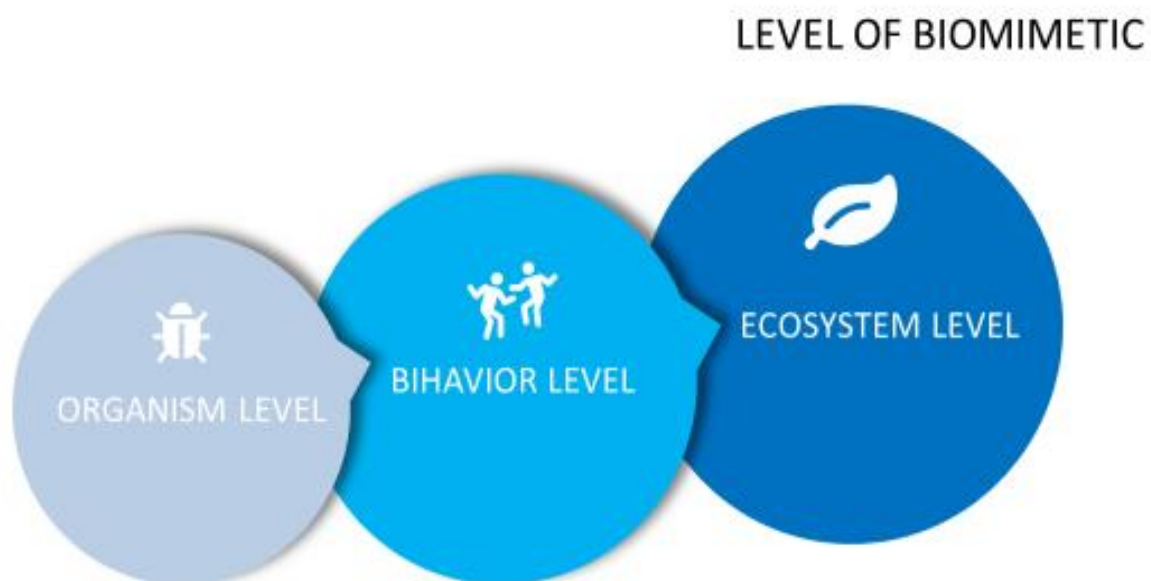 LEVEL OF BIOMIMETIC
ORGANISM LEVEL
BIHAVIOR LEVEL
ECOSYSTEM LEVEL